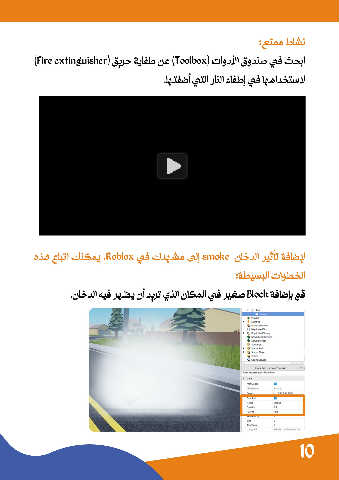 نشاط ممتع:
ابحث في صندوق الأدوات (Toolbox) عن طفاية حريق (Fire extinguisher)
لاستخدامها في إطفاء النار التي أضفتها.
لإضافة تأثير الدخان smoke إلى مشهدك في Roblox، يمكنك اتباع هذه
الخطوات البسيطة:
قم بإضافة Block صغير في المكان الذي تريد أن يظهر فيه الدخان.
10